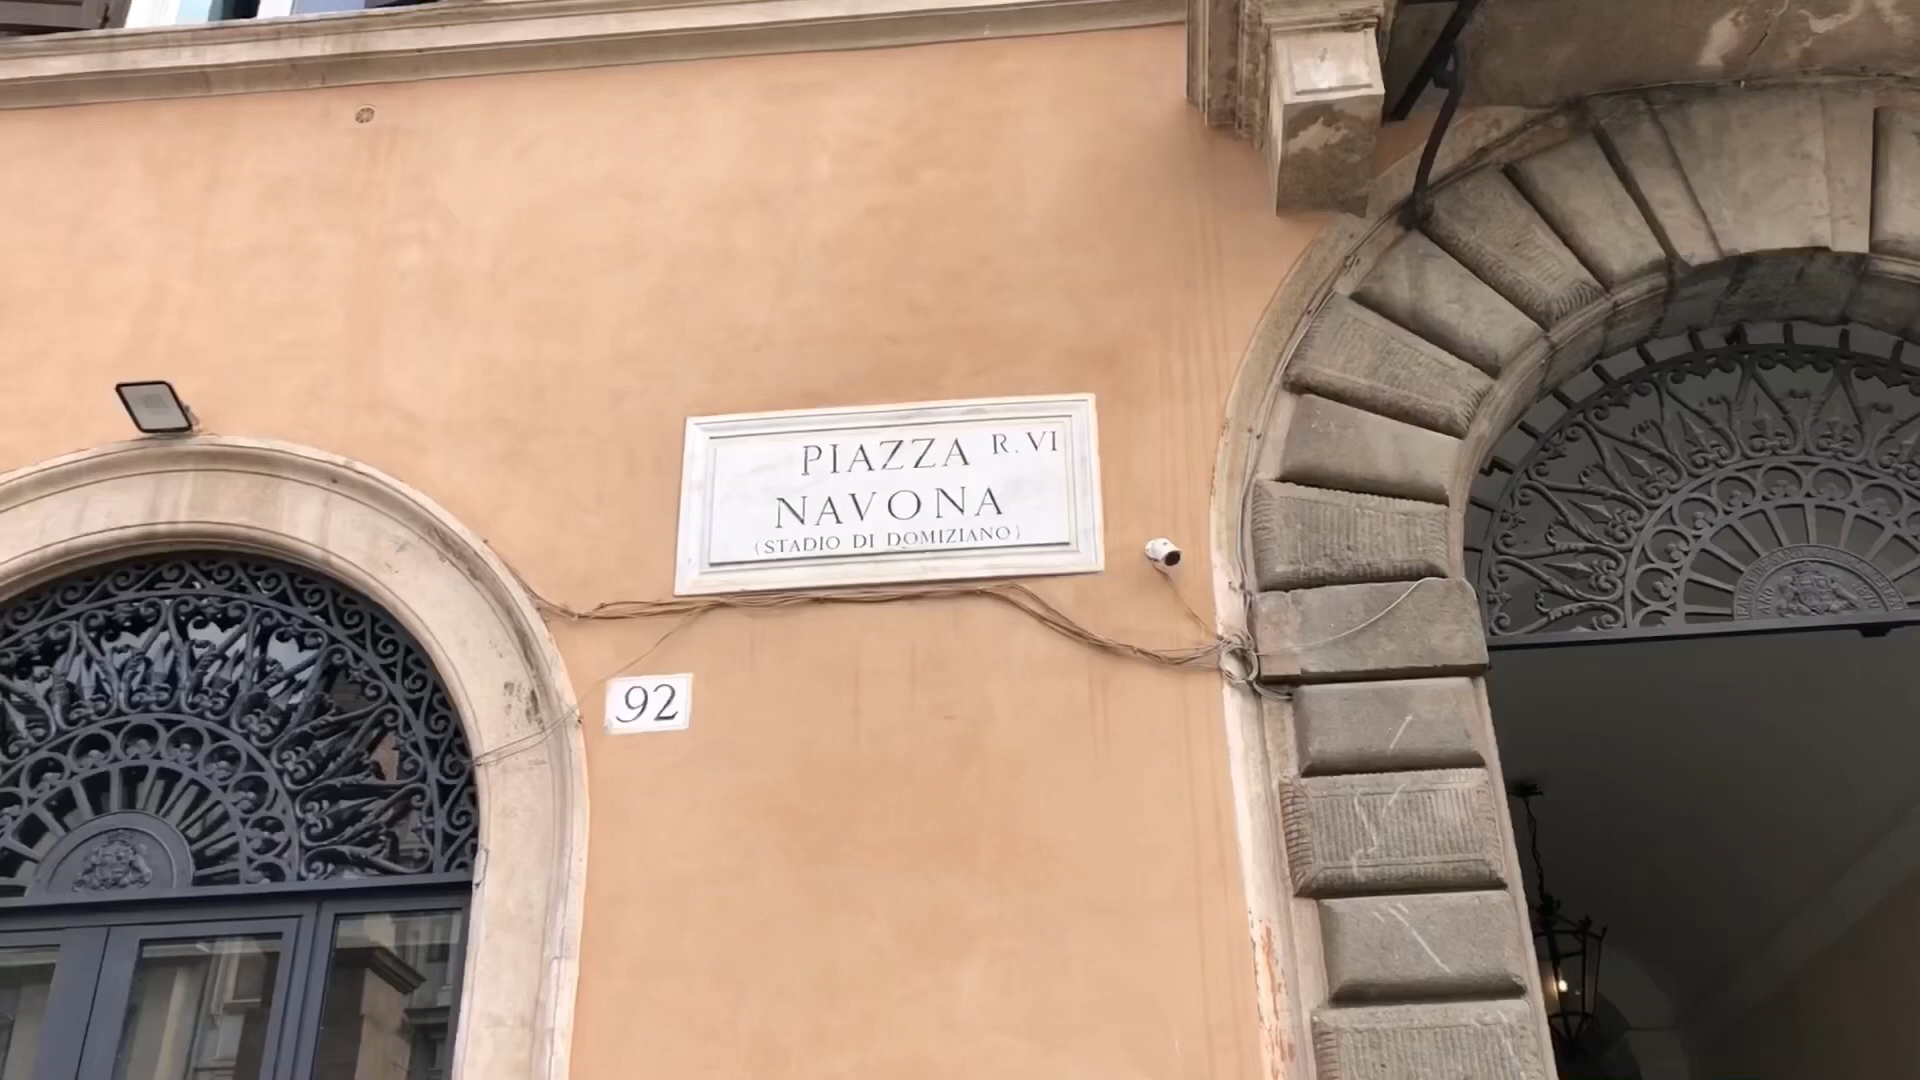 PIAZZA R. VI
NAVONA
(STADIO DI DOMIZIANO)
92